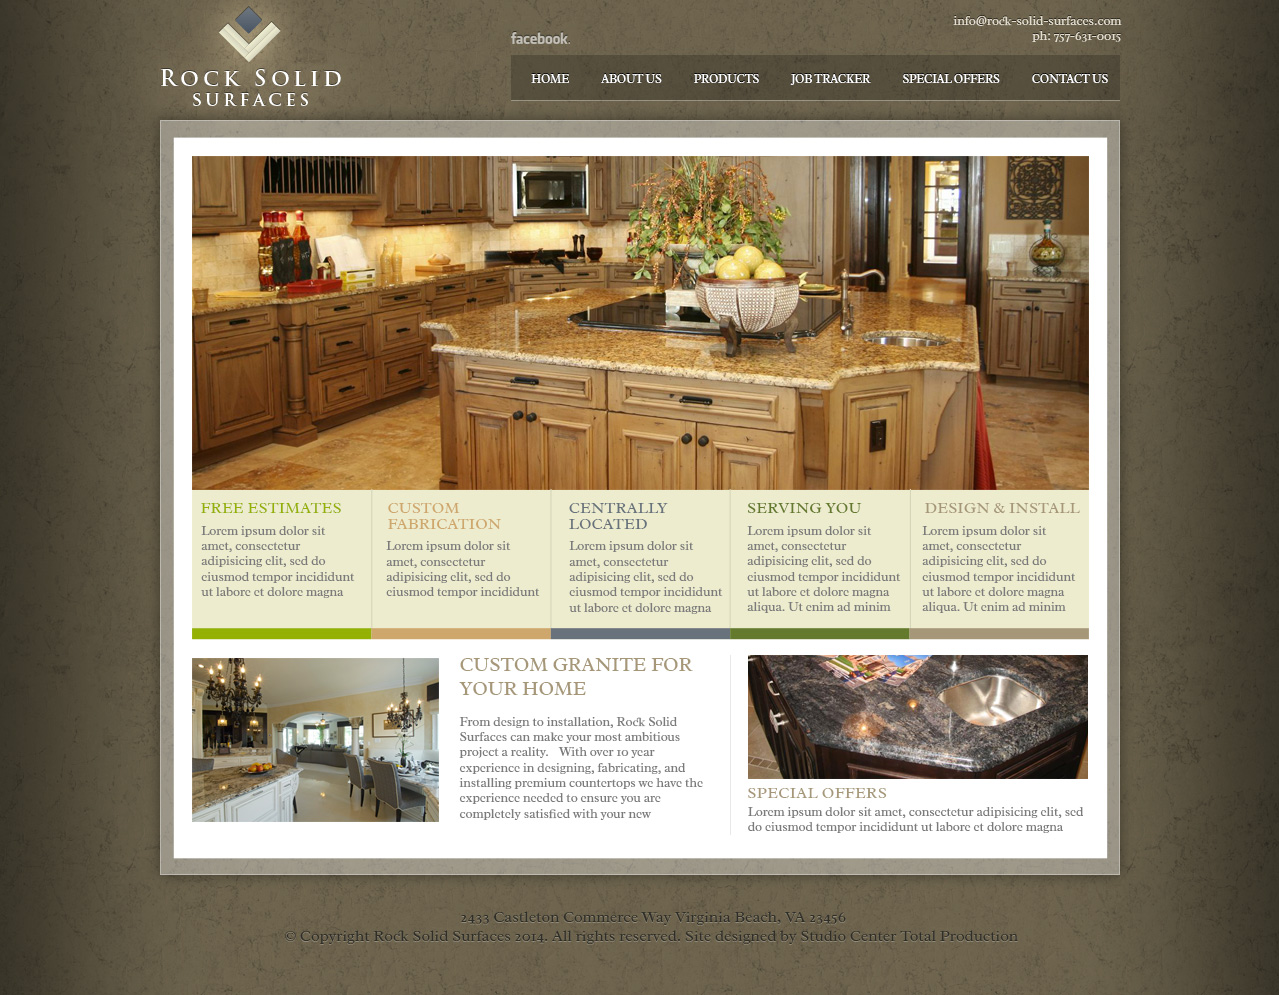 ROCK SOLID
SURFACES
facebook.
info@rock-solid-surfaces.com
ph: 757-631-0015
HOME ABOUT US PRODUCTS JOB TRACKER SPECIAL OFFERS CONTACT US
FREE ESTIMATES
Lorem ipsum dolor sit
amet, consectetur
adipisicing elit, sed do
eiusmod tempor incididunt
ut labore et dolore magna
CUSTOM
FABRICATION
Lorem ipsum dolor sit
amet, consectetur
adipisicing elit, sed do
eiusmod tempor incididunt
CENTRALLY
LOCATED
Lorem ipsum dolor sit
amet, consectetur
adipisicing elit, sed do
eiusmod tempor incididunt
ut labore et dolore magna
SERVING YOU
Lorem ipsum dolor sit
amet, consectetur
adipisicing elit, sed do
eiusmod tempor incididunt
ut labore et dolore magna
aliqua. Ut enim ad minim
DESIGN & INSTALL
Lorem ipsum dolor sit
amet, consectetur
adipisicing elit, sed do
eiusmod tempor incididunt
ut labore et dolore magna
aliqua. Ut enim ad minim
CUSTOM GRANITE FOR
YOUR HOME
From design to installation, Rock Solid
Surfaces can make your most ambitious
project a reality. With over 10 year
experience in designing, fabricating, and
installing premium countertops we have the
experience needed to ensure you are
completely satisfied with your new
SPECIAL OFFERS
Lorem ipsum dolor sit amet, consectetur adipisicing elit, sed
do eiusmod tempor incididunt ut labore et dolore magna
2433 Castleton Commerce Way Virginia Beach, VA 23456
© Copyright Rock Solid Surfaces 2014. All rights reserved. Site designed by Studio Center Total Production